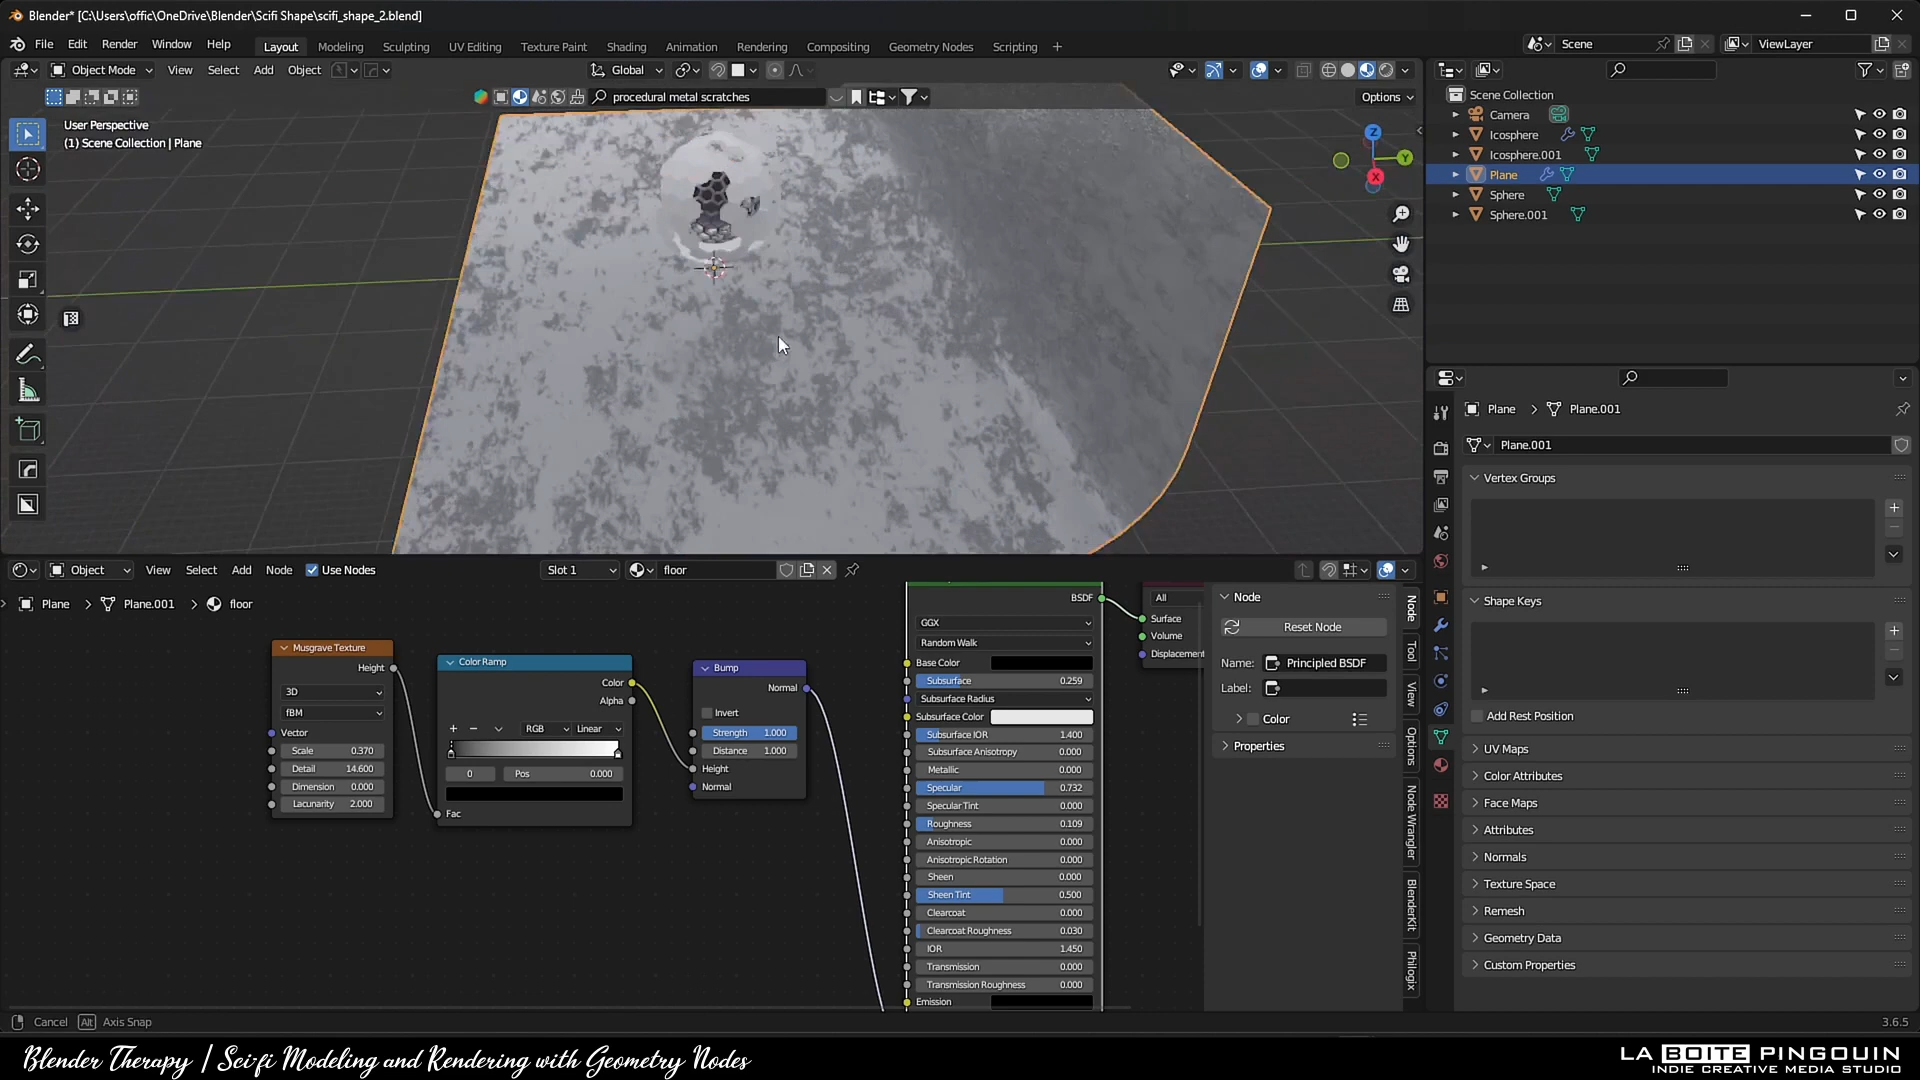 Blender* [C:\Users\offic\OneDrive\Blender\Scifi Shape\scifi_shape_2.blend]
File Edit Render Window Help Layout Modeling Sculpting UV Editing Texture Paint Shading Animation Rendering Compositing Geometry Nodes Scripting + Scene ViewLayer
Object Mode View Select Add Object Global
procedural metal scratches Options
User Perspective
(1) Scene Collection | Plane
Z
Y
X
Scene Collection
Camera
Icosphere
Icosphere.001
Plane
Sphere
Sphere.001
Plane > Plane.001
Plane.001
Vertex Groups
Shape Keys
Add Rest Position
UV Maps
Color Attributes
Face Maps
Attributes
Normals
Texture Space
Remesh
Geometry Data
Custom Properties
Object View Select Add Node Use Nodes Slot 1 floor
Plane > Plane.001 > floor
Musgrave Texture
Height
3D
fBM
Vector
Scale 0.370
Detail 14.600
Dimension 0.000
Lacunarity 2.000
Color Ramp
Color
Alpha
+ − RGB Linear
0 Pos 0.000
Fac
Bump
Normal
Invert
Strength 1.000
Distance 1.000
Height
Normal
BSDF
GGX
Random Walk
Base Color
Subsurface 0.259
Subsurface Radius
Subsurface Color
Subsurface IOR 1.400
Subsurface Anisotropy 0.000
Metallic 0.000
Specular 0.732
Specular Tint 0.000
Roughness 0.109
Anisotropic 0.000
Anisotropic Rotation 0.000
Sheen 0.000
Sheen Tint 0.500
Clearcoat 0.000
Clearcoat Roughness 0.030
IOR 1.450
Transmission 0.000
Transmission Roughness 0.000
Emission
All
Surface
Volume
Displacement
Node
Reset Node
Name: Principled BSDF
Label:
Color
Properties
Node
Tool
View
Options
Node Wrangler
BlenderKit
Philogix
Cancel Alt Axis Snap
3.6.5
Blender Therapy | Sci-fi Modeling and Rendering with Geometry Nodes
LA BOITE PINGOUIN
INDIE CREATIVE MEDIA STUDIO